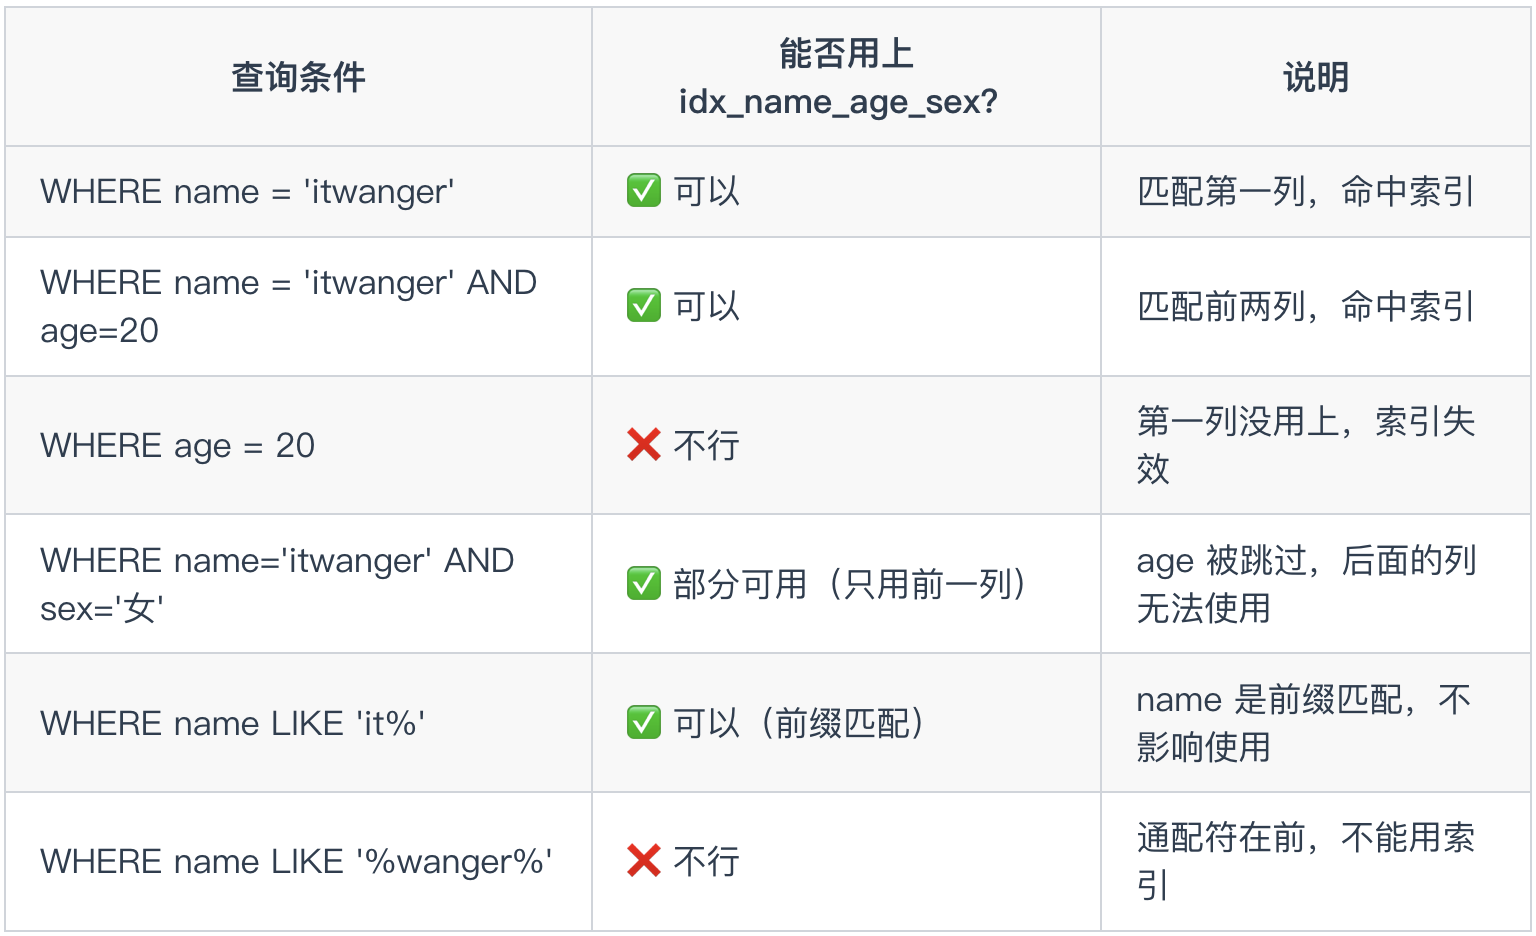 查询条件
能否用上
idx_name_age_sex?
说明
WHERE name = 'itwanger'
✅ 可以
匹配第一列，命中索引
WHERE name = 'itwanger' AND
age=20
✅ 可以
匹配前两列，命中索引
WHERE age = 20
❌ 不行
第一列没用上，索引失
效
WHERE name='itwanger' AND
sex='女'
✅ 部分可用（只用前一列）
age 被跳过，后面的列
无法使用
WHERE name LIKE 'it%'
✅ 可以（前缀匹配）
name 是前缀匹配，不
影响使用
WHERE name LIKE '%wanger%'
❌ 不行
通配符在前，不能用索
引